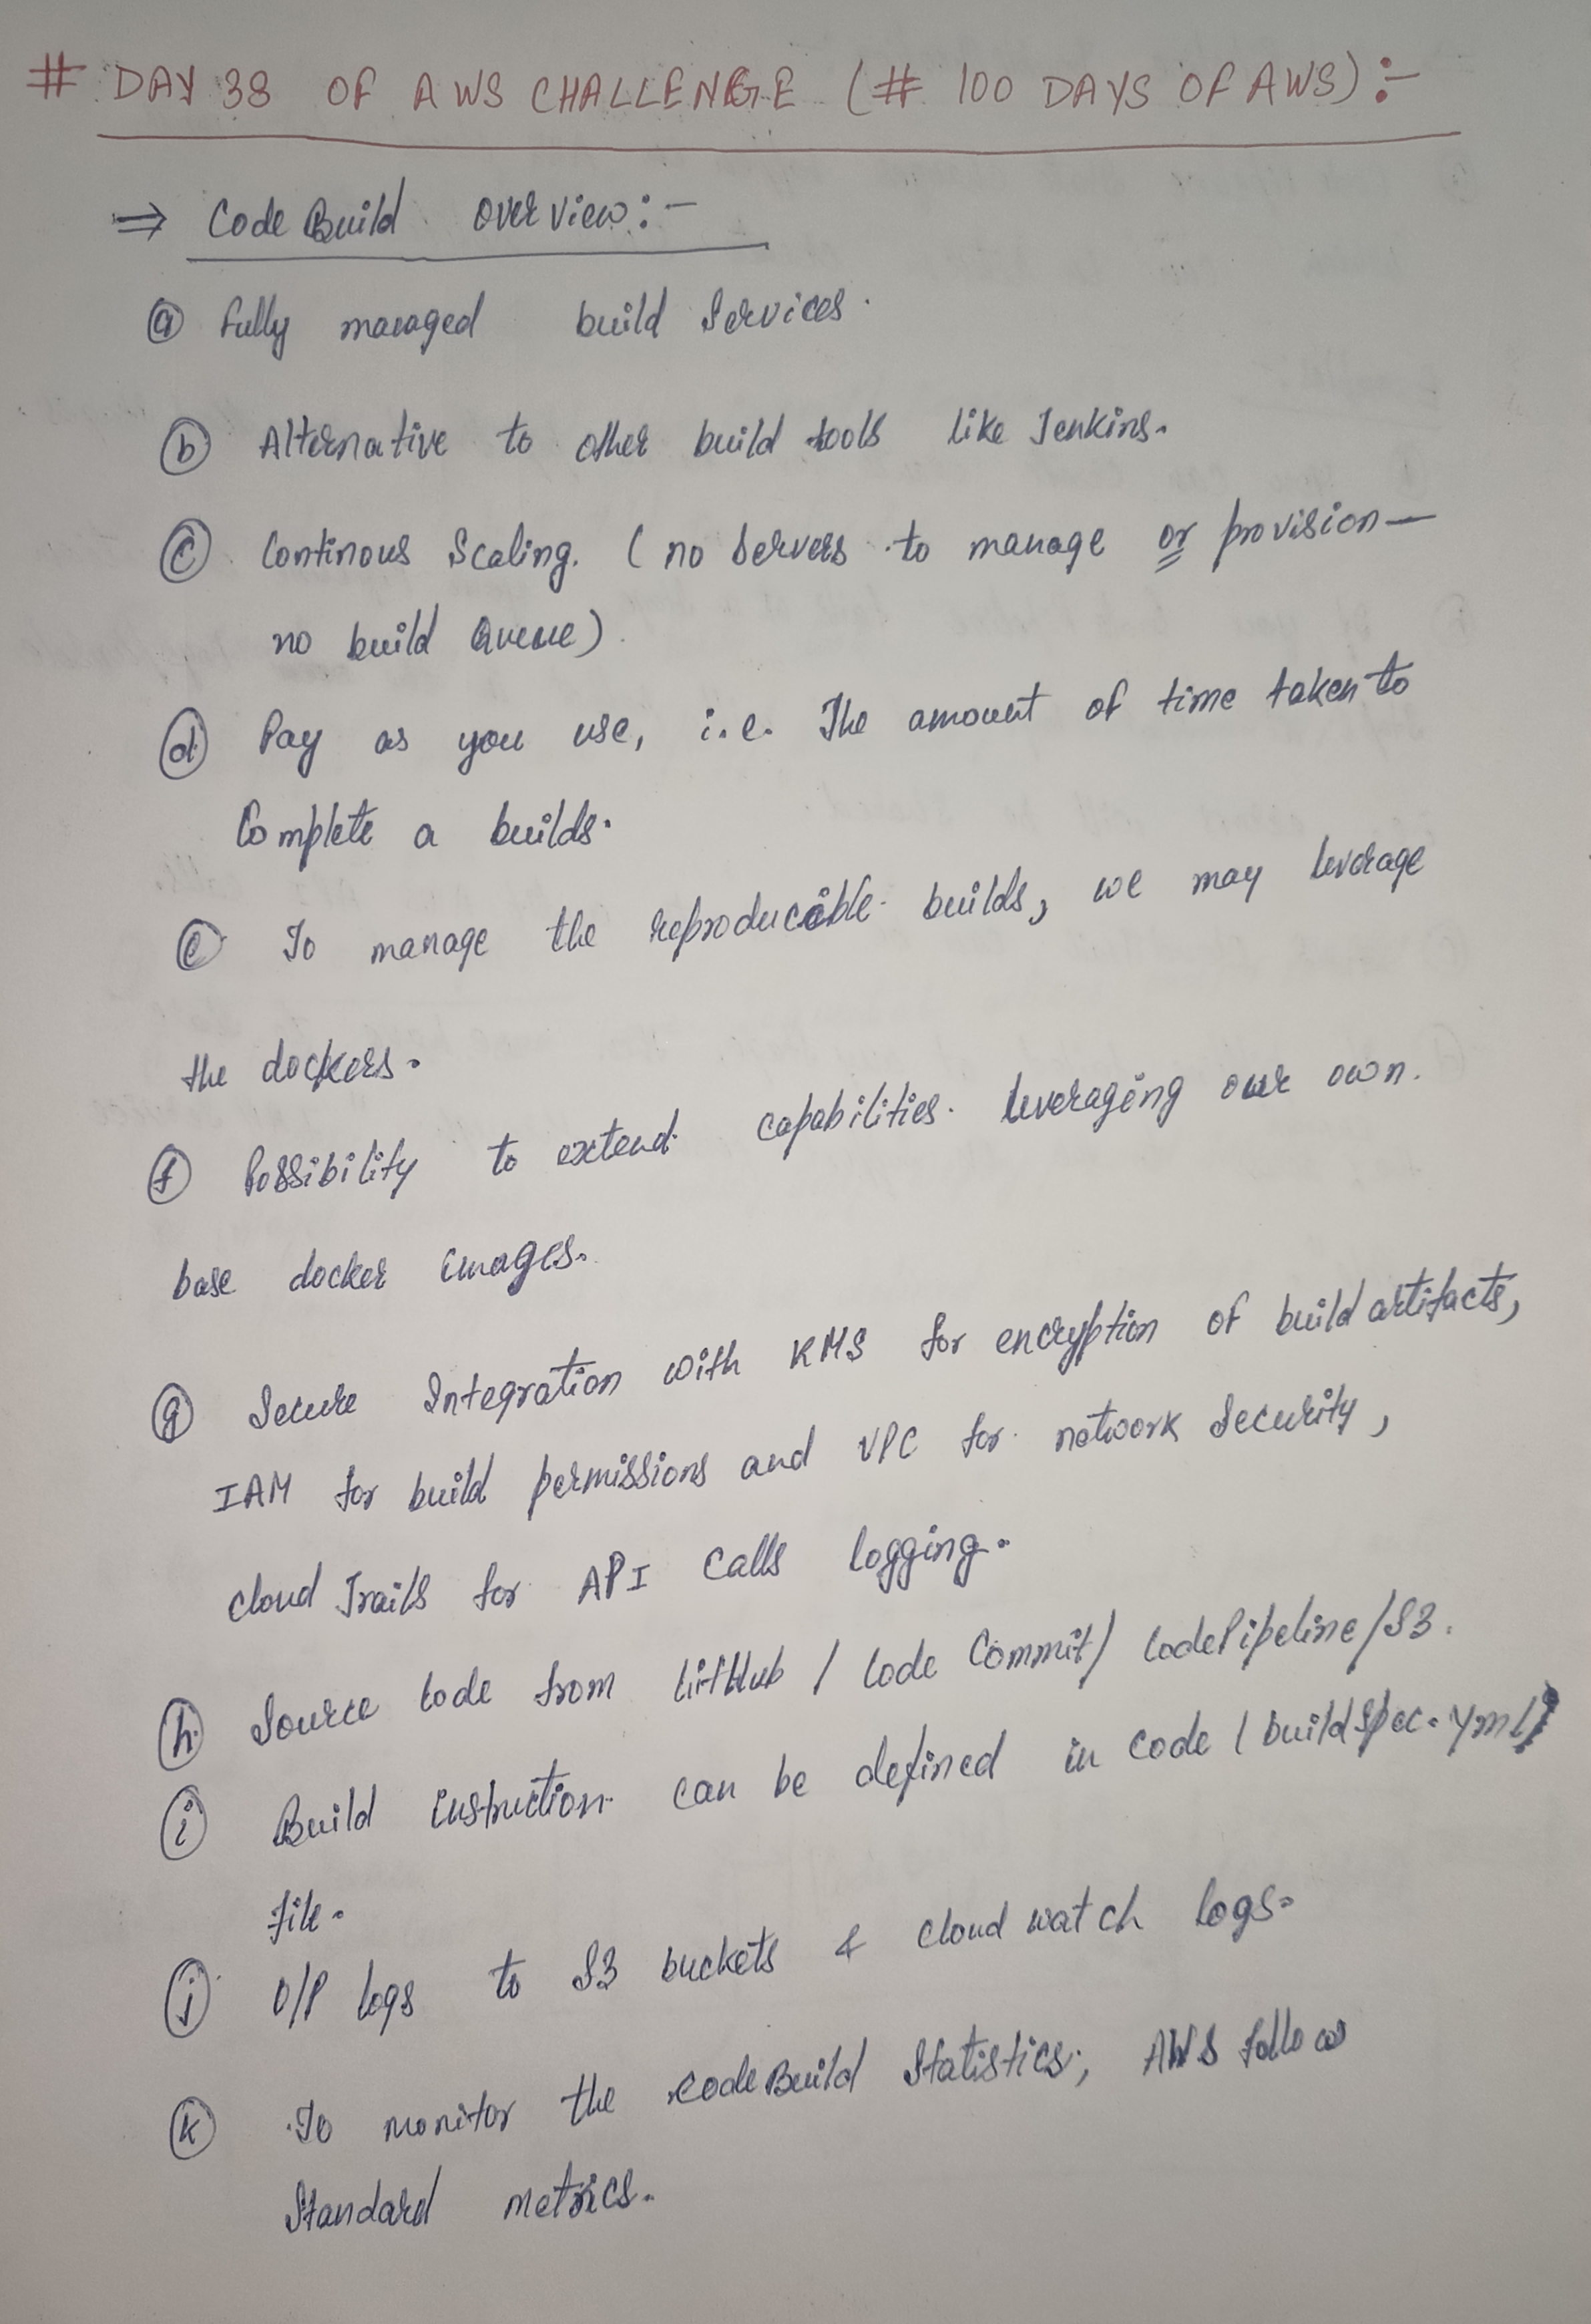 # DAY 38 OF AWS CHALLENGE (# 100 DAYS OF AWS):-
⇒ Code Build overview:-
(a) fully managed build Services.
(b) Alternative to other build tools like Jenkins.
(c) Continous Scaling. ( no Servers to manage or provision—
no build Queue).
(d) Pay as you use, i.e. The amount of time taken to
Complete a builds.
(e) To manage the reproducible builds, we may leverage
the dockers.
(f) Possibility to extend capabilities. leveraging our own.
base docker images.
(g) Secure Integration with KMS for encryption of build artifacts,
IAM for build permissions and VPC for network Security,
cloud Trails for API Calls logging.
(h) Source code from GitHub / Code Commit / CodePipeline / S3.
(i) Build instruction can be defined in code ( buildspec.yml)
file.
(j) O/P logs to S3 buckets & cloud watch logs.
(k) To monitor the codeBuild Statistics, AWS follow
Standard metrics.